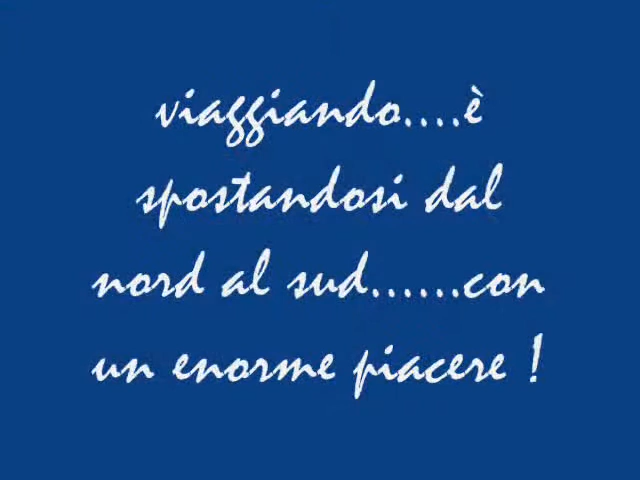 viaggiando....è
spostandosi dal
nord al sud......con
un enorme piacere !